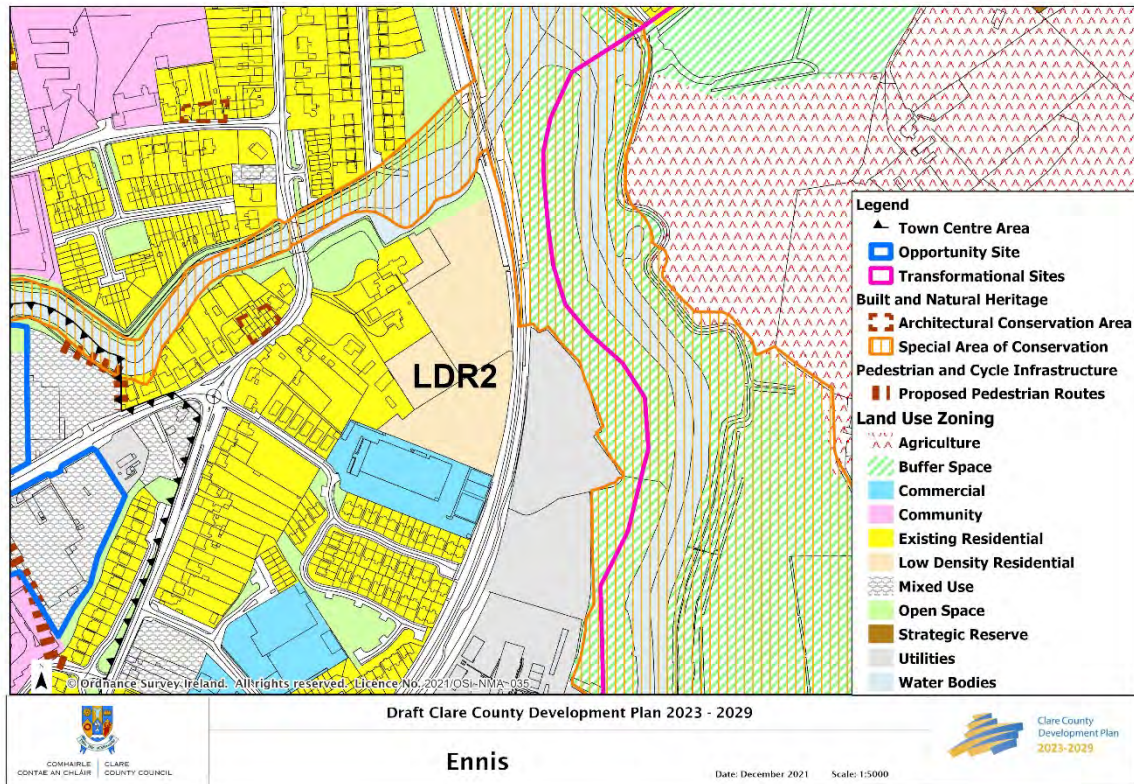 LDR2
Legend
Town Centre Area
Opportunity Site
Transformational Sites
Built and Natural Heritage
Architectural Conservation Area
Special Area of Conservation
Pedestrian and Cycle Infrastructure
Proposed Pedestrian Routes
Land Use Zoning
Agriculture
Buffer Space
Commercial
Community
Existing Residential
Low Density Residential
Mixed Use
Open Space
Strategic Reserve
Utilities
Water Bodies
© Ordnance Survey Ireland. All rights reserved. Licence No. 2021/OSi_NMA_035
COMHAIRLE CONTAE AN CHLÁIR
CLARE COUNTY COUNCIL
Draft Clare County Development Plan 2023 - 2029
Ennis
Date: December 2021 Scale: 1:5000
Clare County
Development Plan
2023-2029